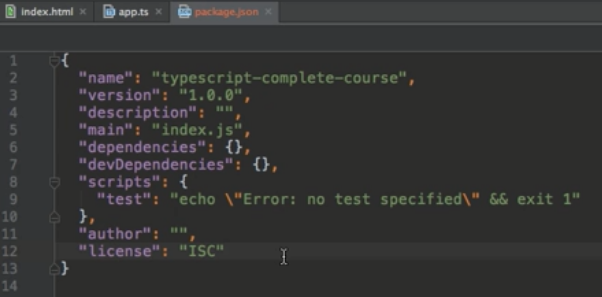 index.html × app.ts × package.json ×
1 {
2 "name": "typescript-complete-course",
3 "version": "1.0.0",
4 "description": "",
5 "main": "index.js",
6 "dependencies": {},
7 "devDependencies": {},
8 "scripts": {
9 "test": "echo \"Error: no test specified\" && exit 1"
10 },
11 "author": "",
12 "license": "ISC"
13 }
14